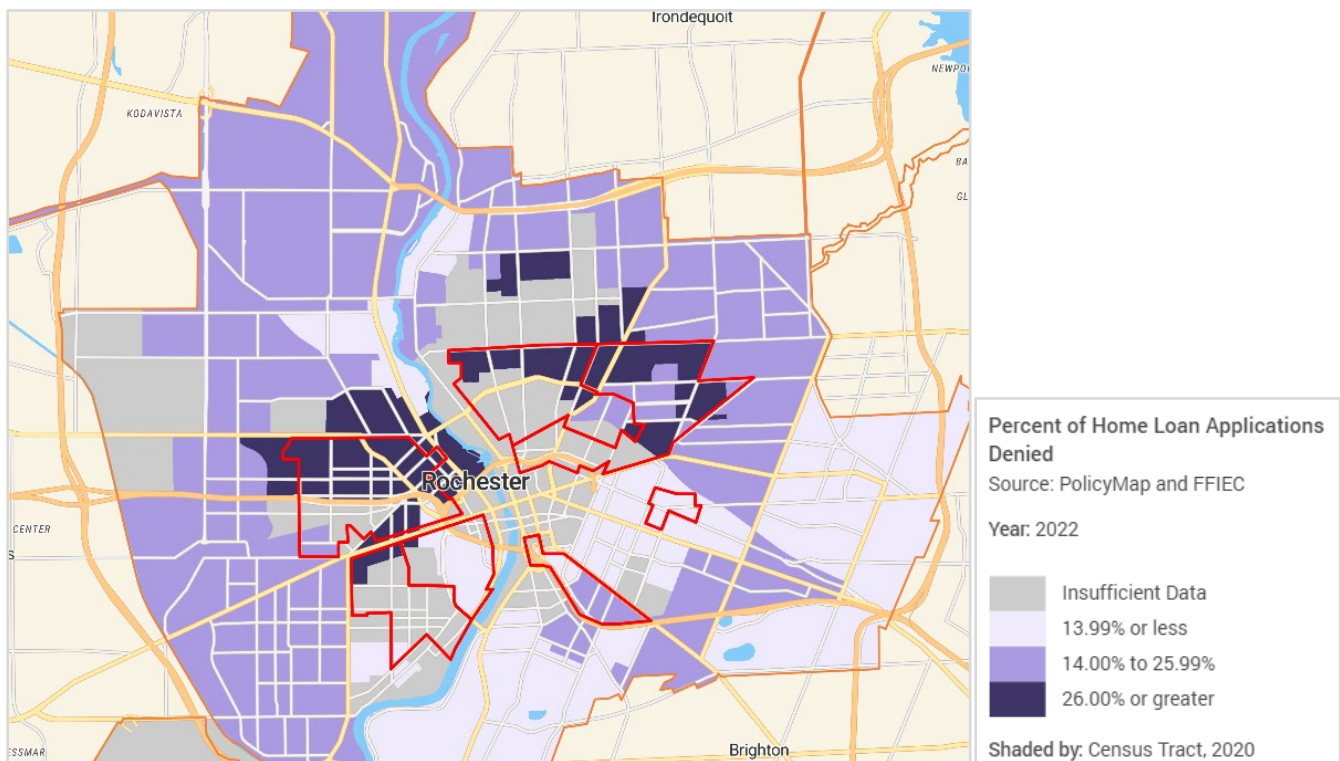 Irondequoit
NEWPO
KODAVISTA
BA
GL
Rochester
CENTER
S
ESSMAR
Brighton
Percent of Home Loan Applications
Denied
Source: PolicyMap and FFIEC
Year: 2022
Insufficient Data
13.99% or less
14.00% to 25.99%
26.00% or greater
Shaded by: Census Tract, 2020